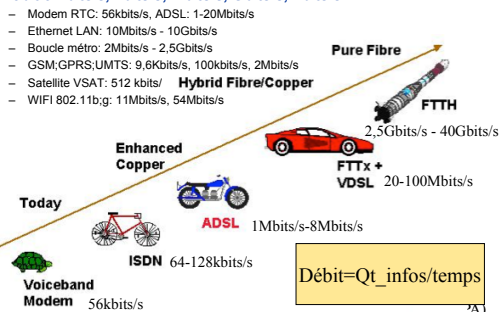 – Modem RTC: 56kbits/s, ADSL: 1-20Mbits/s
– Ethernet LAN: 10Mbits/s - 10Gbits/s
– Boucle métro: 2Mbits/s - 2,5Gbits/s
– GSM;GPRS;UMTS: 9,6Kbits/s, 100kbits/s, 2Mbits/s
– Satellite VSAT: 512 kbits/
– WIFI 802.11b;g: 11Mbits/s, 54Mbits/s
Pure Fibre
Hybrid Fibre/Copper
FTTH
2,5Gbits/s - 40Gbits/s
Enhanced
Copper
FTTx +
VDSL
20-100Mbits/s
Today
ADSL
1Mbits/s-8Mbits/s
ISDN
64-128kbits/s
Voiceband
Modem
56kbits/s
Débit=Qt_infos/temps